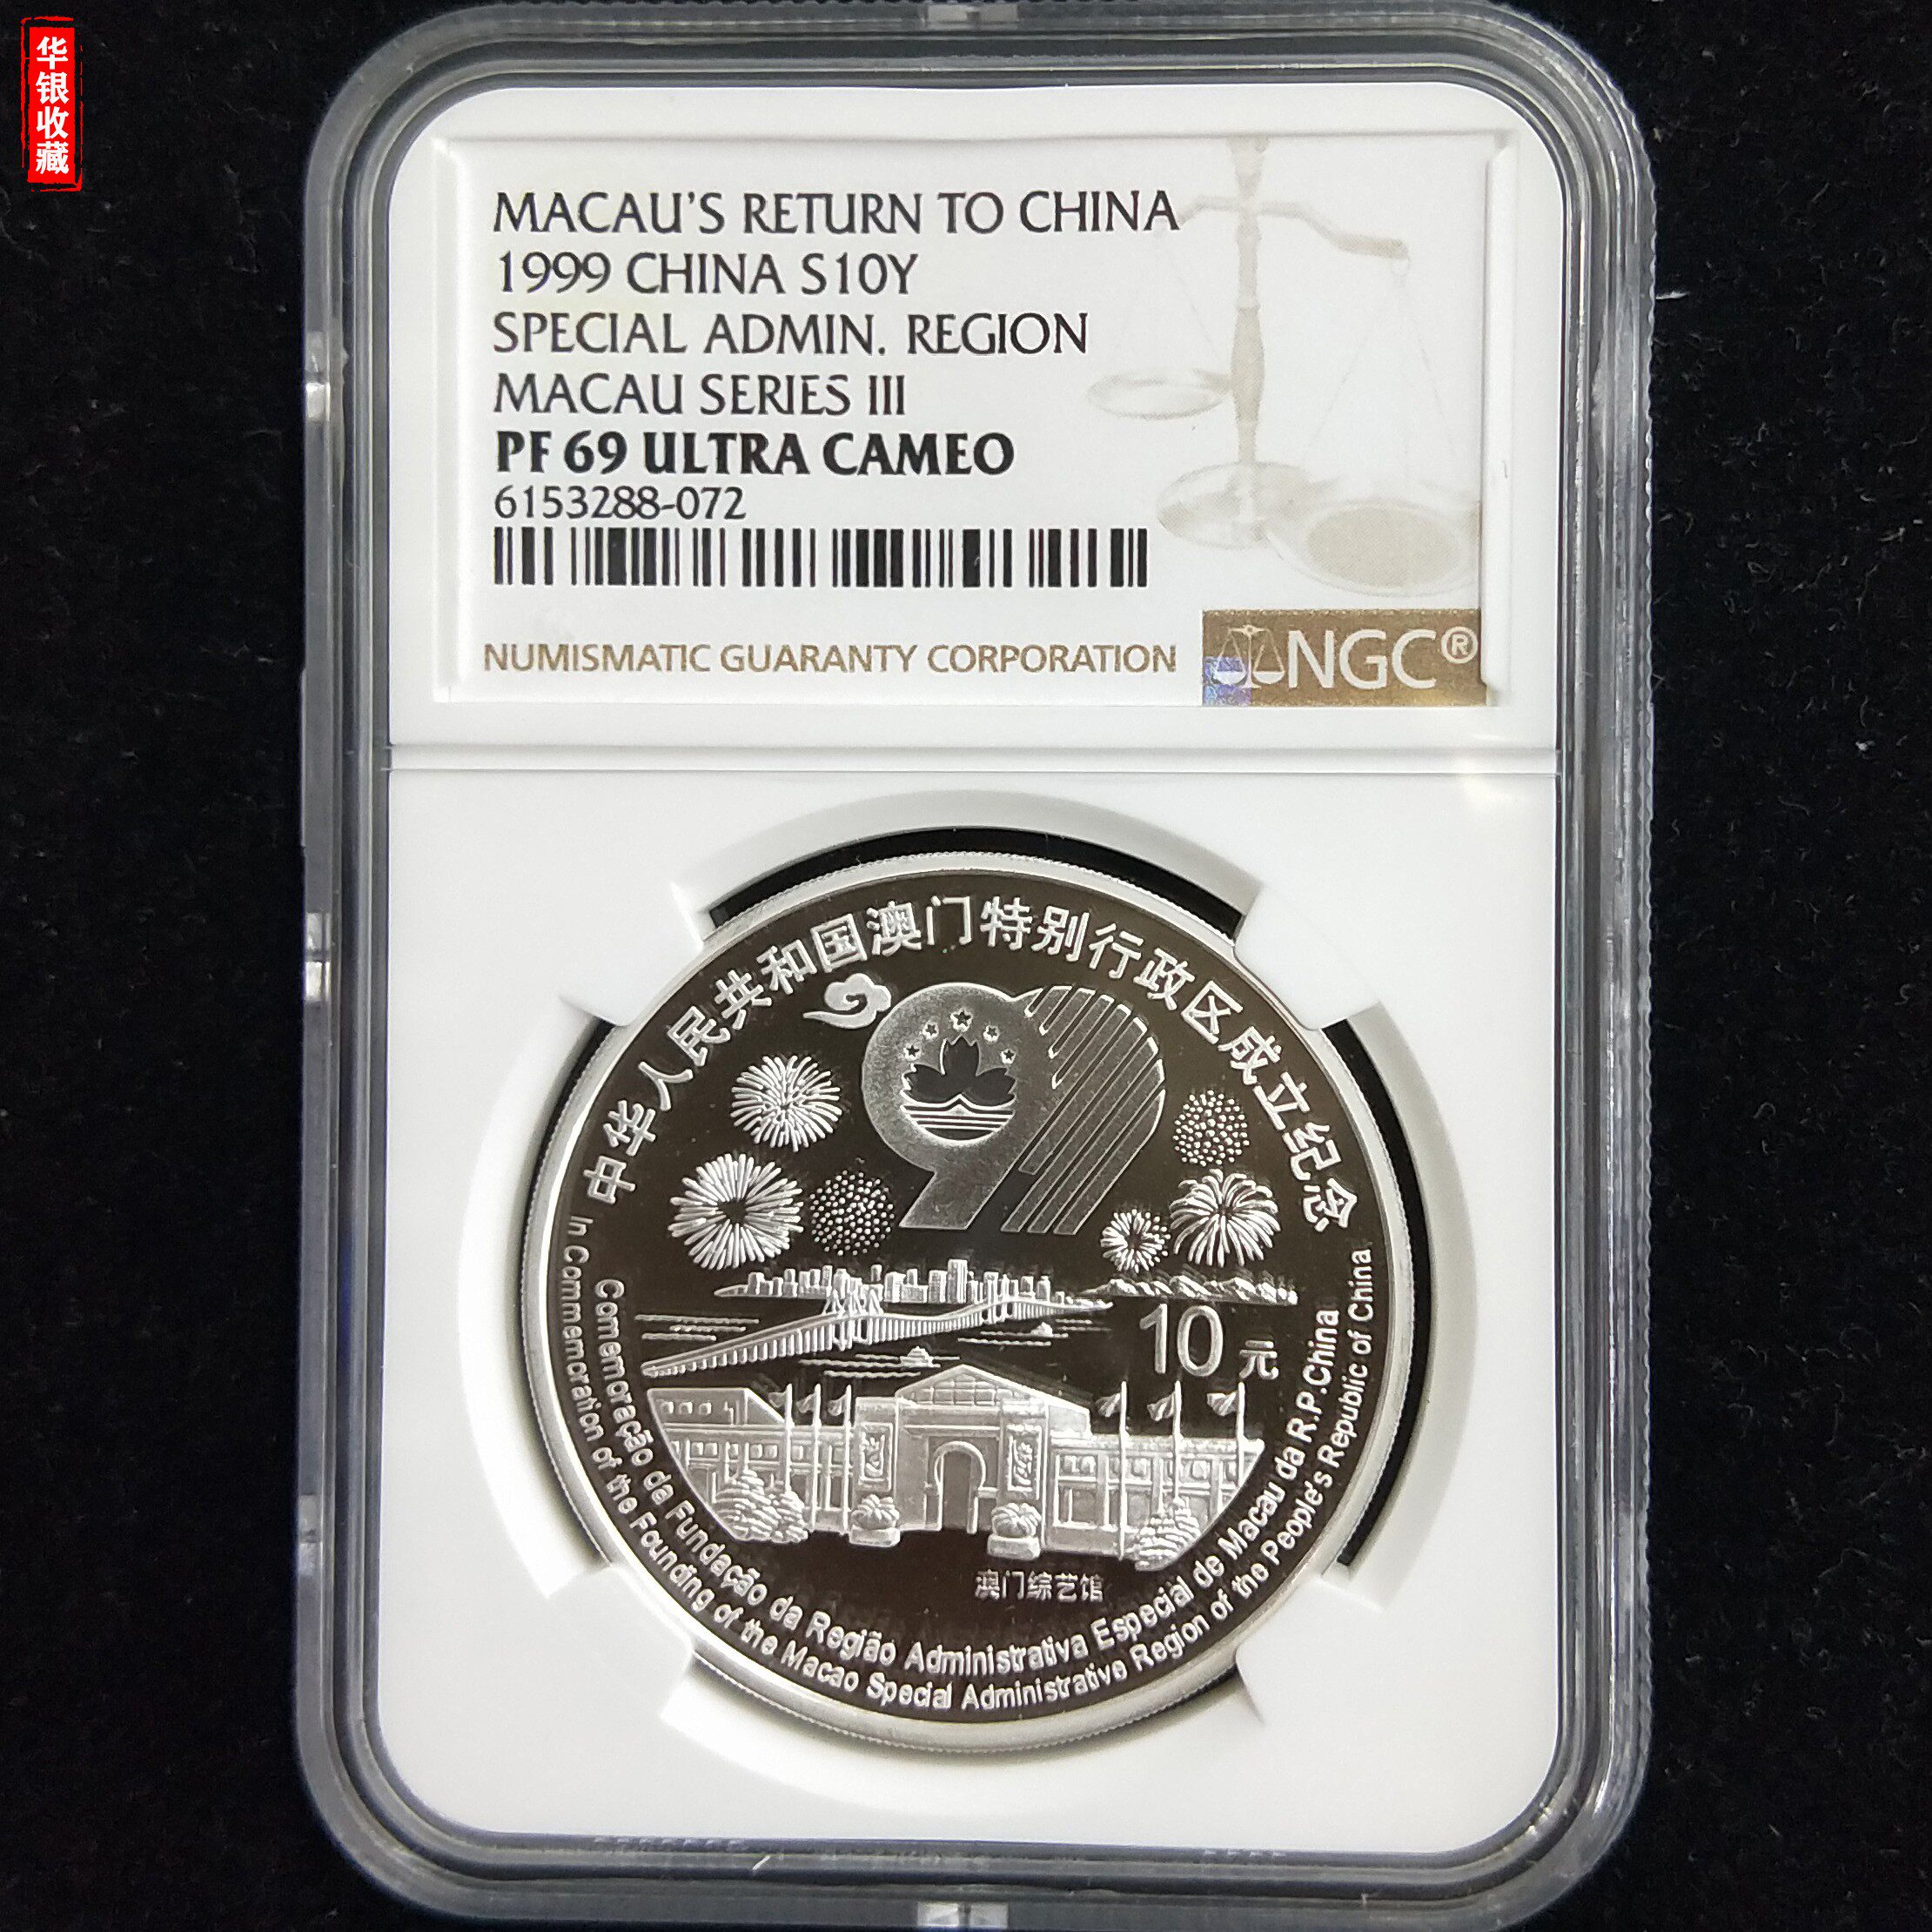 华银收藏
MACAU'S RETURN TO CHINA
1999 CHINA S10Y
SPECIAL ADMIN. REGION
MACAU SERIES III
PF 69 ULTRA CAMEO
6153288-072
NUMISMATIC GUARANTY CORPORATION
NGC®
中华人民共和国澳门特别行政区成立纪念
10元
澳门综艺馆
Comemoração da Fundação da Região Administrativa Especial de Macau da R.P.China
In Commemoration of the Founding of the Macao Special Administrative Region of the People's Republic of China